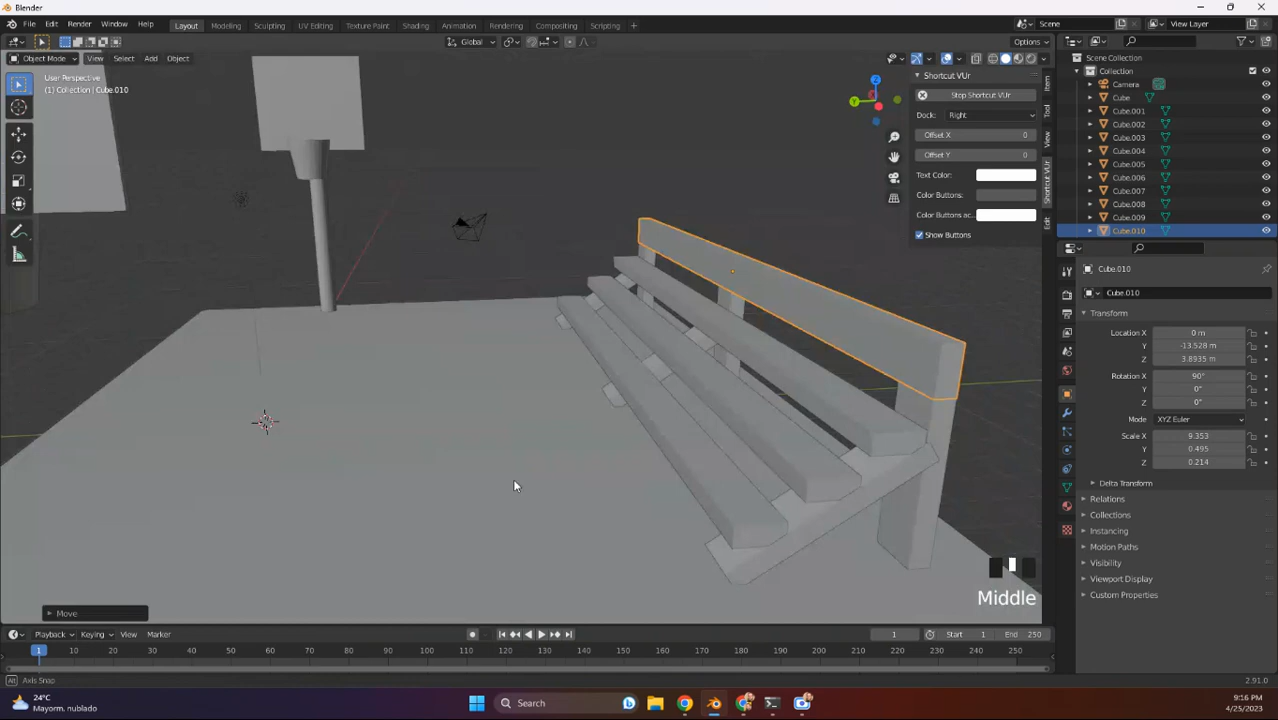 Blender
File Edit Render Window Help Layout Modeling Sculpting UV Editing Texture Paint Shading Animation Rendering Compositing Scripting + Scene View Layer
Global Options
Object Mode View Select Add Object
User Perspective
(1) Collection | Cube.010
Shortcut VUr
Stop Shortcut VUr
Dock: Right
Offset X 0
Offset Y 0
Text Color:
Color Buttons:
Color Buttons ac..
Show Buttons
Item
Tool
View
Shortcut VUr
Edit
Scene Collection
Collection
Camera
Cube
Cube.001
Cube.002
Cube.003
Cube.004
Cube.005
Cube.006
Cube.007
Cube.008
Cube.009
Cube.010
Cube.010
Cube.010
Transform
Location X 0 m
Y -13.528 m
Z 3.8935 m
Rotation X 90°
Y 0°
Z 0°
Mode XYZ Euler
Scale X 9.353
Y 0.495
Z 0.214
Delta Transform
Relations
Collections
Instancing
Motion Paths
Visibility
Viewport Display
Custom Properties
Middle
Move
Playback Keying View Marker 1 Start 1 End 250
1 10 20 30 40 50 60 70 80 90 100 110 120 130 140 150 160 170 180 190 200 210 220 230 240 250
Alt Axis Snap 2.91.0
24°C
Mayorm. nublado
Search
9:16 PM
4/25/2023